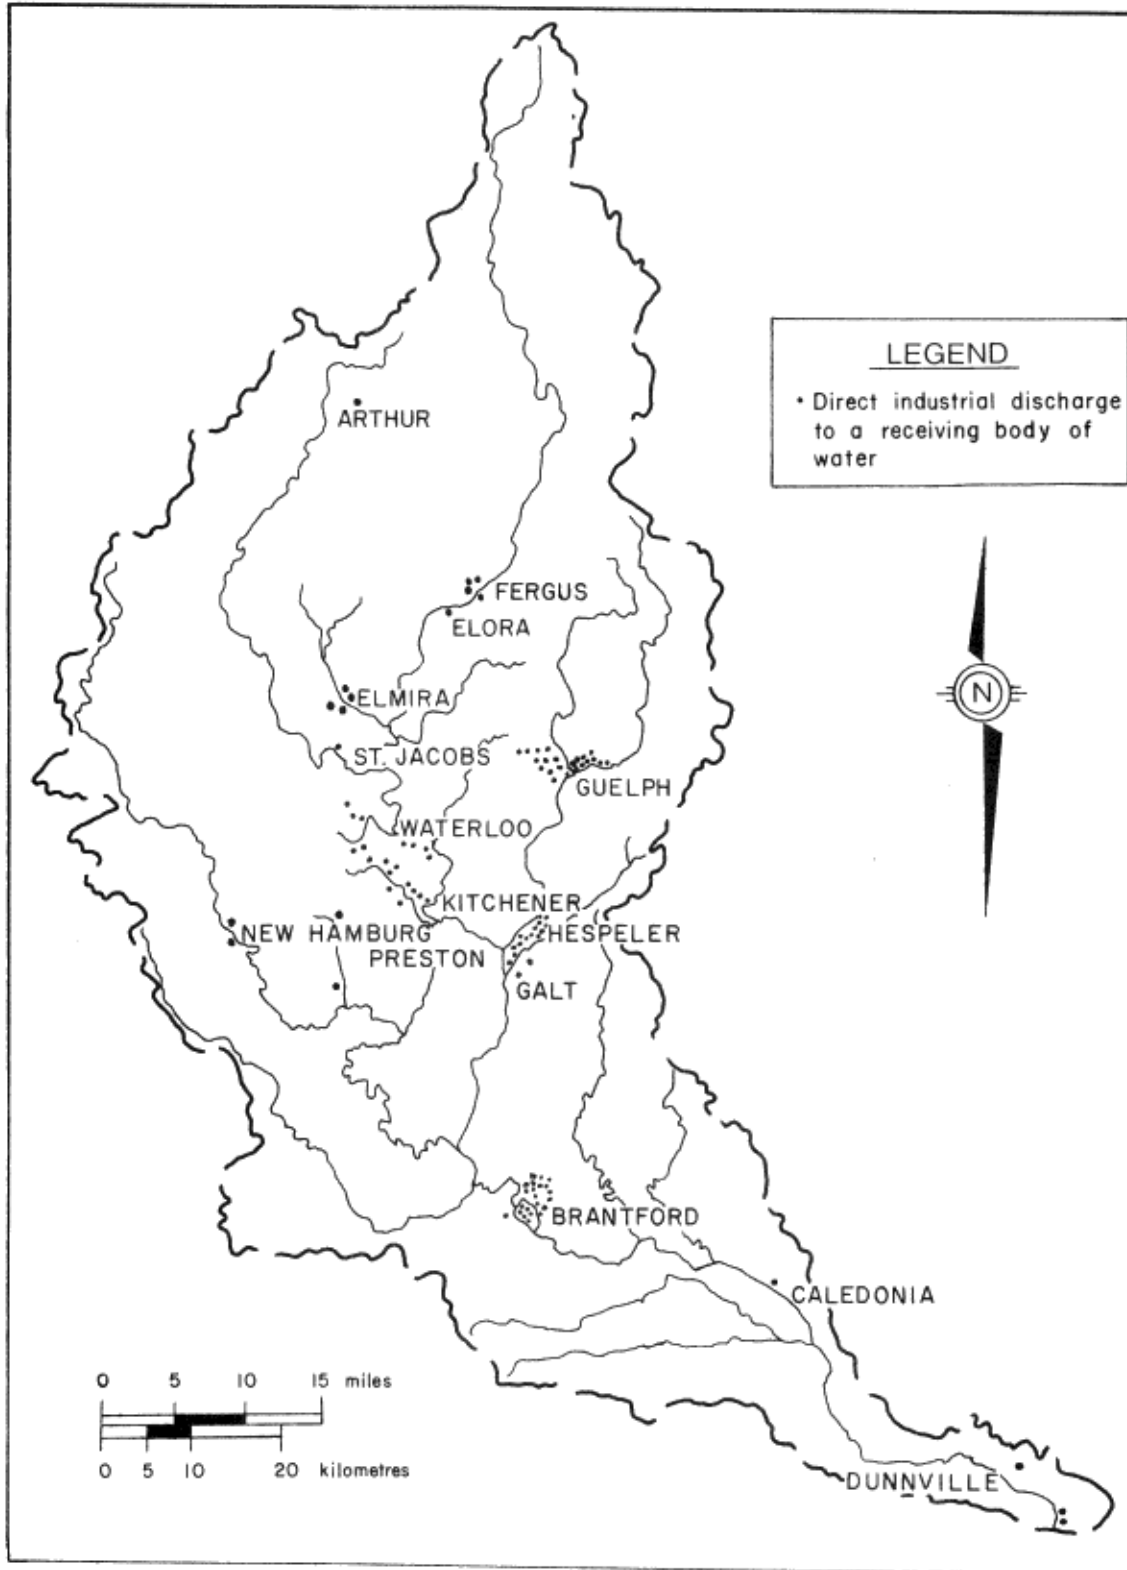 LEGEND
• Direct industrial discharge
to a receiving body of
water
ARTHUR
FERGUS
ELORA
ELMIRA
ST. JACOBS
GUELPH
WATERLOO
KITCHENER
NEW HAMBURG
HESPELER
PRESTON
GALT
BRANTFORD
CALEDONIA
DUNNVILLE
N
0 5 10 15 miles
0 5 10 20 kilometres